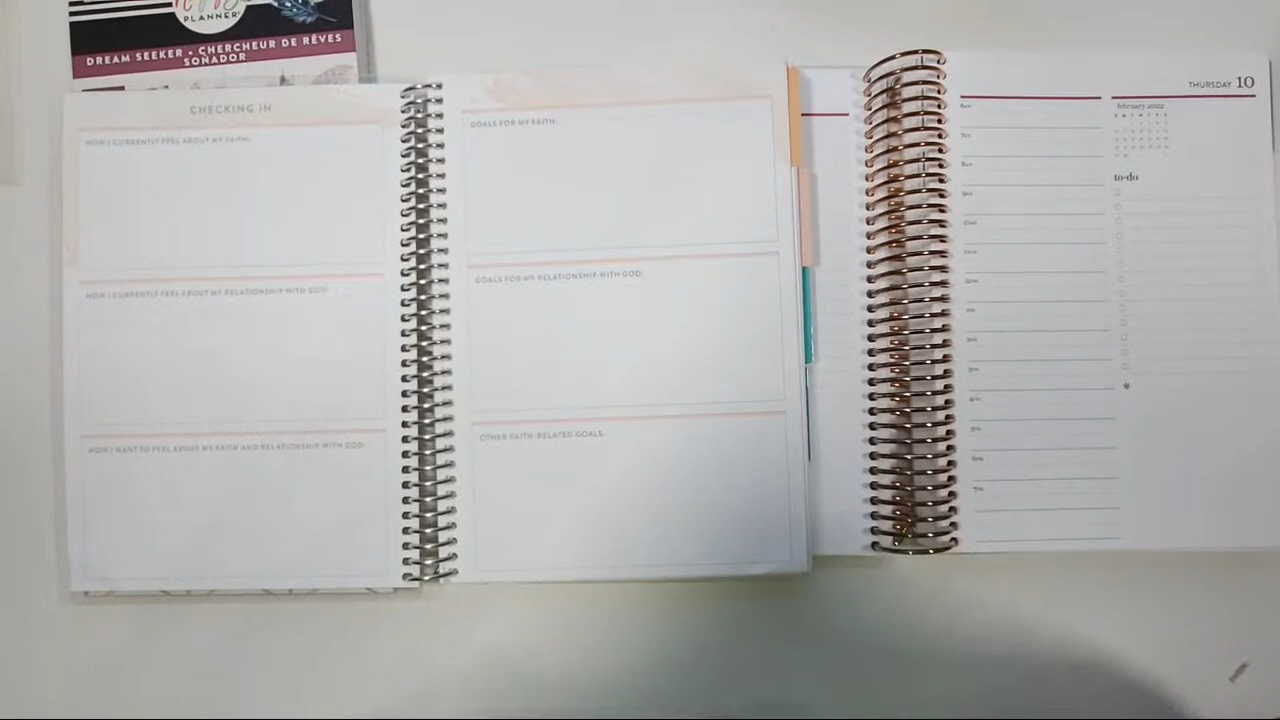 PLANNER
DREAM SEEKER • CHERCHEUR DE RÊVES
SOÑADOR
CHECKING IN
HOW I CURRENTLY FEEL ABOUT MY FAITH:
HOW I CURRENTLY FEEL ABOUT MY RELATIONSHIP WITH GOD:
HOW I WANT TO FEEL ABOUT MY FAITH AND RELATIONSHIP WITH GOD:
GOALS FOR MY FAITH:
GOALS FOR MY RELATIONSHIP WITH GOD:
OTHER FAITH-RELATED GOALS:
THURSDAY 10
february 2022
to-do